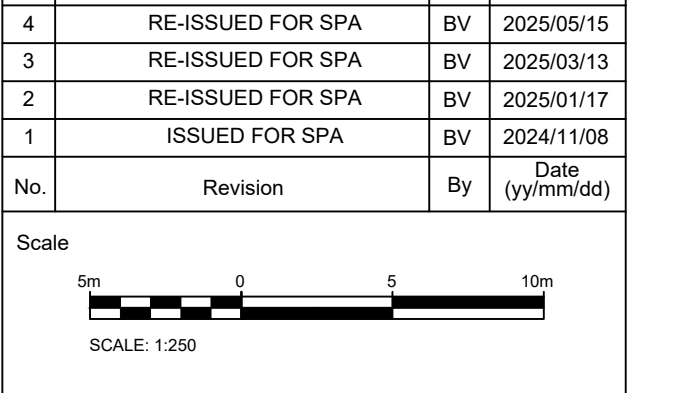 4 RE-ISSUED FOR SPA BV 2025/05/15
3 RE-ISSUED FOR SPA BV 2025/03/13
2 RE-ISSUED FOR SPA BV 2025/01/17
1 ISSUED FOR SPA BV 2024/11/08
No. Revision By Date
(yy/mm/dd)
Scale
5m 0 5 10m
SCALE: 1:250